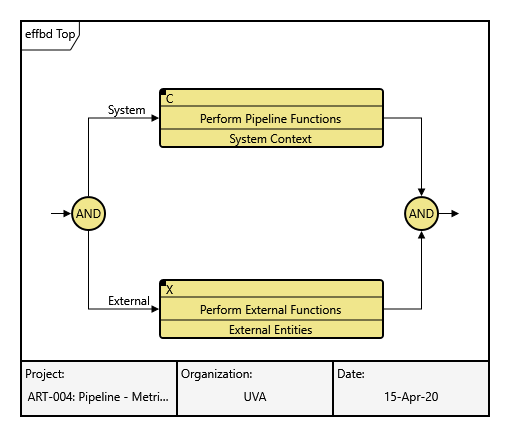 effbd Top
System
C
Perform Pipeline Functions
System Context
AND
AND
External
X
Perform External Functions
External Entities
Project:
Organization:
Date:
ART-004: Pipeline - Metri...
UVA
15-Apr-20